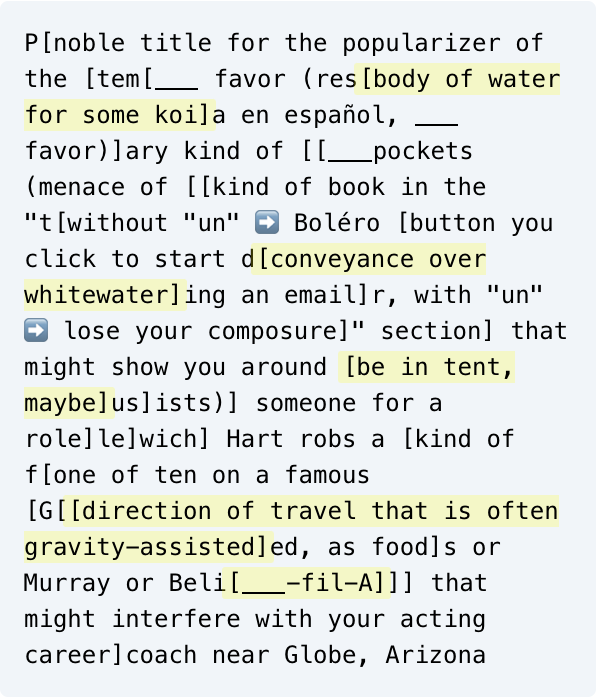 P[noble title for the popularizer of
the [tem[___ favor (res[body of water
for some koi]a en español, ___
favor)]ary kind of [[___pockets
(menace of [[kind of book in the
"t[without "un" ➡️ Boléro [button you
click to start d[conveyance over
whitewater]ing an email]r, with "un"
➡️ lose your composure]" section] that
might show you around [be in tent,
maybe]us]ists)] someone for a
role]le]wich] Hart robs a [kind of
f[one of ten on a famous
[G[[direction of travel that is often
gravity-assisted]ed, as food]s or
Murray or Beli[___-fil-A]]] that
might interfere with your acting
career]coach near Globe, Arizona